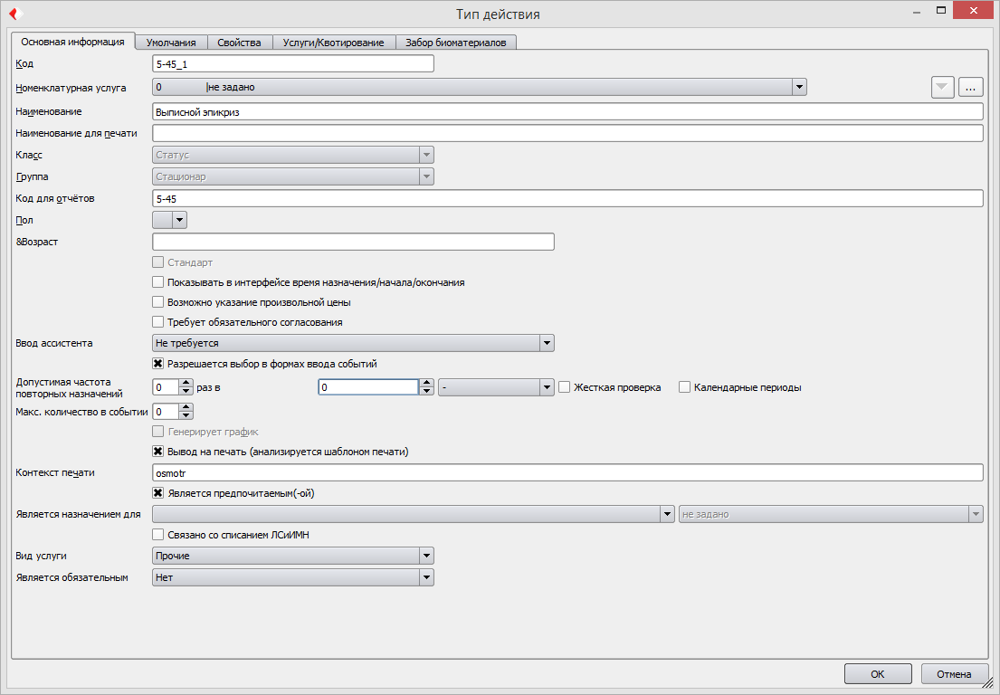 Тип действия
Основная информация Умолчания Свойства Услуги/Квотирование Забор биоматериалов
Код 5-45_1
Номенклатурная услуга 0 |не задано ...
Наименование Выписной эпикриз
Наименование для печати
Класс Статус
Группа Стационар
Код для отчётов 5-45
Пол
&Возраст
Стандарт
Показывать в интерфейсе время назначения/начала/окончания
Возможно указание произвольной цены
Требует обязательного согласования
Ввод ассистента Не требуется
Разрешается выбор в формах ввода событий
Допустимая частота
повторных назначений 0 раз в 0 - Жесткая проверка Календарные периоды
Макс. количество в событии 0
Генерирует график
Вывод на печать (анализируется шаблоном печати)
Контекст печати osmotr
Является предпочитаемым(-ой)
Является назначением для не задано
Связано со списанием ЛСиИМН
Вид услуги Прочие
Является обязательным Нет
ОК Отмена